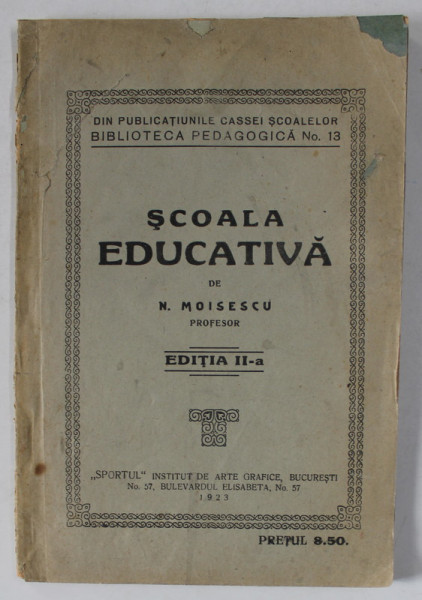 DIN PUBLICAȚIUNILE CASSEI ȘCOALELOR
BIBLIOTECA PEDAGOGICĂ No. 13
ȘCOALA
EDUCATIVĂ
DE
N. MOISESCU
PROFESOR
EDIȚIA II-a
„SPORTUL" INSTITUT DE ARTE GRAFICE, BUCUREȘTI
No. 57, BULEVARDUL ELISABETA, No. 57
1923
PREȚUL 8.50.